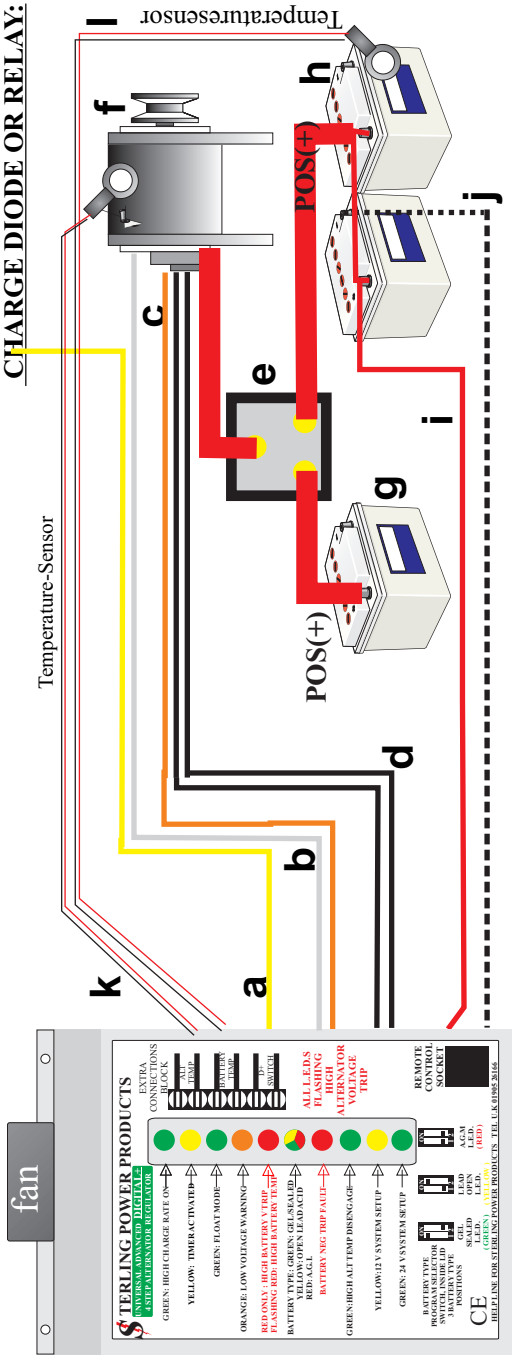 CHARGE DIODE OR RELAY:
Temperaturesensor
l
f
h
Temperature-Sensor
POS(+)
j
c
e
i
g
POS(+)
d
b
a
k
fan
STERLING POWER PRODUCTS
UNIVERSAL ADVANCED DIGITAL+
4 STEP ALTERNATOR REGULATOR
EXTRA
CONNECTIONS
BLOCK
ALT
TEMP
BATTERY
TEMP
D+
SWITCH
GREEN: HIGH CHARGE RATE ON
YELLOW: TIMER ACTIVATED
GREEN: FLOAT MODE
ORANGE: LOW VOLTAGE WARNING
RED ONLY : HIGH BATTERY V TRIP
FLASHING RED: HIGH BATTERY TEMP
BATTERY TYPE: GREEN: GEL/SEALED
YELLOW: OPEN LEAD ACID
RED: A.G.L
BATTERY NEG TRIP FAULT
GREEN: HIGH ALT TEMP DISENGAGE
YELLOW:12 V SYSTEM SETUP
GREEN: 24 V SYSTEM SETUP
ALL L.E.D.S
FLASHING
HIGH
ALTERNATOR
VOLTAGE
TRIP
BATTERY TYPE
PROGRAM SELECTOR
SWITCH, INSIDE LID
3 BATTERY TYPE
POSITIONS
ON
GEL
SEALED
L.E.D.
(GREEN)
ON
LEAD
OPEN
L.E.D.
(YELLOW)
ON
A.G.M
L.E.D.
(RED)
REMOTE
CONTROL
SOCKET
CE
HELP LINE FOR STERLING POWER PRODUCTS TEL U.K 01905 26166